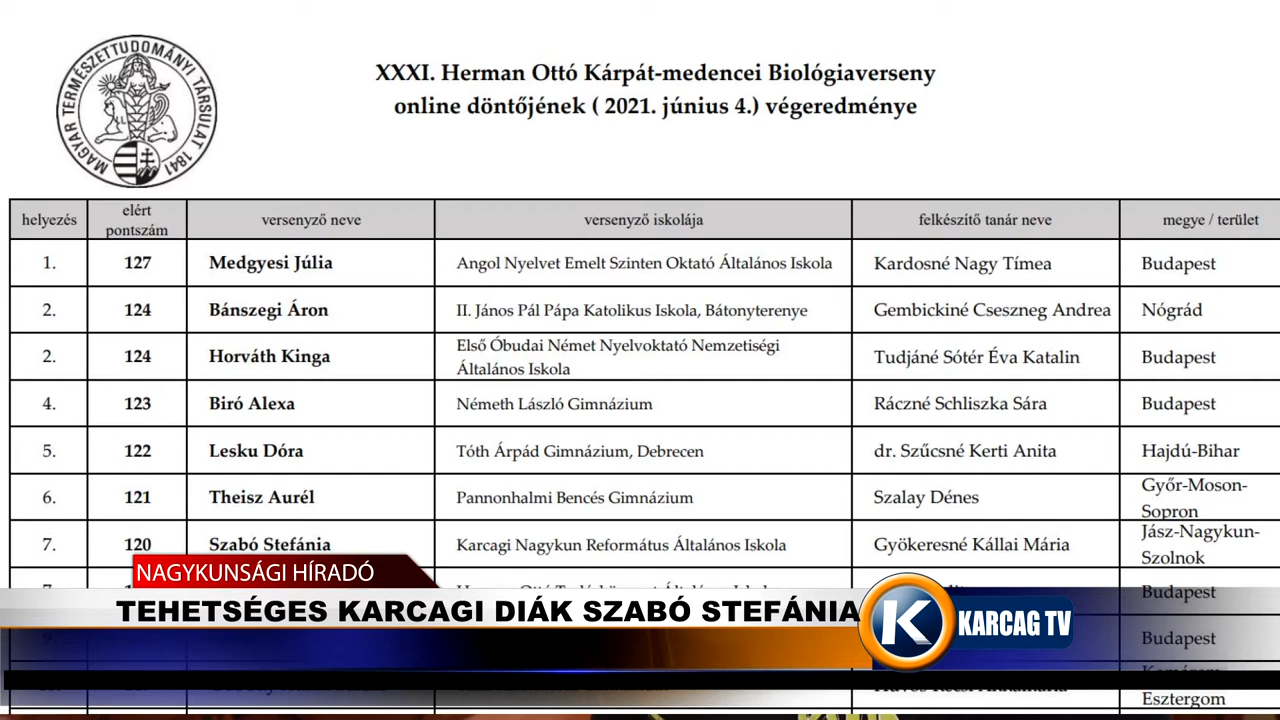 MAGYAR TERMÉSZETTUDOMÁNYI TÁRSULAT 1841
XXXI. Herman Ottó Kárpát-medencei Biológiaverseny
online döntőjének ( 2021. június 4.) végeredménye
helyezés elért pontszám versenyző neve versenyző iskolája felkészítő tanár neve megye / terület
1. 127 Medgyesi Júlia Angol Nyelvet Emelt Szinten Oktató Általános Iskola Kardosné Nagy Tímea Budapest
2. 124 Bánszegi Áron II. János Pál Pápa Katolikus Iskola, Bátonyterenye Gembickiné Cseszneg Andrea Nógrád
2. 124 Horváth Kinga Első Óbudai Német Nyelvoktató Nemzetiségi
Általános Iskola Tudjáné Sótér Éva Katalin Budapest
4. 123 Biró Alexa Németh László Gimnázium Ráczné Schliszka Sára Budapest
5. 122 Lesku Dóra Tóth Árpád Gimnázium, Debrecen dr. Szűcsné Kerti Anita Hajdú-Bihar
6. 121 Theisz Aurél Pannonhalmi Bencés Gimnázium Szalay Dénes Győr-Moson-
Sopron
7. 120 Szabó Stefánia Karcagi Nagykun Református Általános Iskola Gyökeresné Kállai Mária Jász-Nagykun-
Szolnok
Budapest
NAGYKUNSÁGI HÍRADÓ
TEHETSÉGES KARCAGI DIÁK SZABÓ STEFÁNIA
K KARCAG TV
Budapest
Esztergom